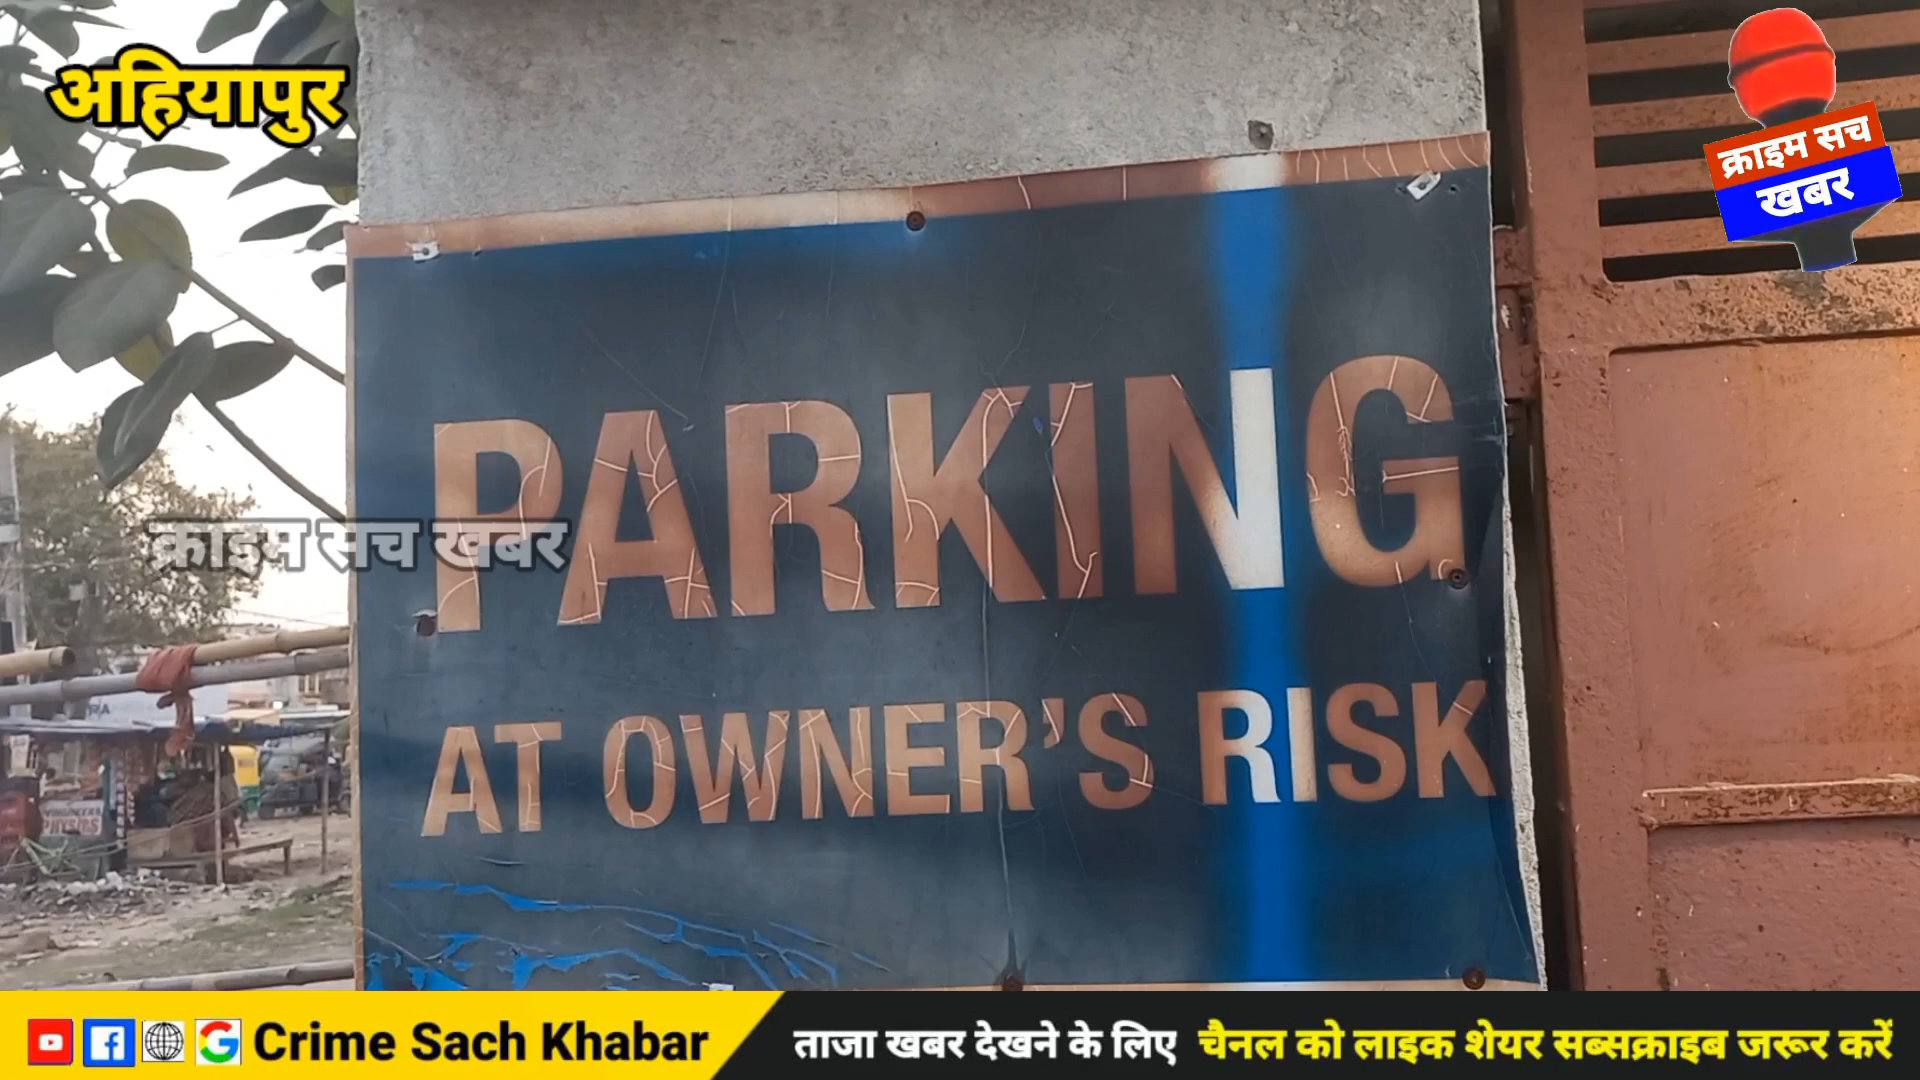 अहियापुर
क्राइम सच
खबर
PARKING
क्राइम सच खबर
AT OWNER'S RISK
PHYSICS
Crime Sach Khabar
ताजा खबर देखने के लिए चैनल को लाइक शेयर सब्सक्राइब जरूर करें